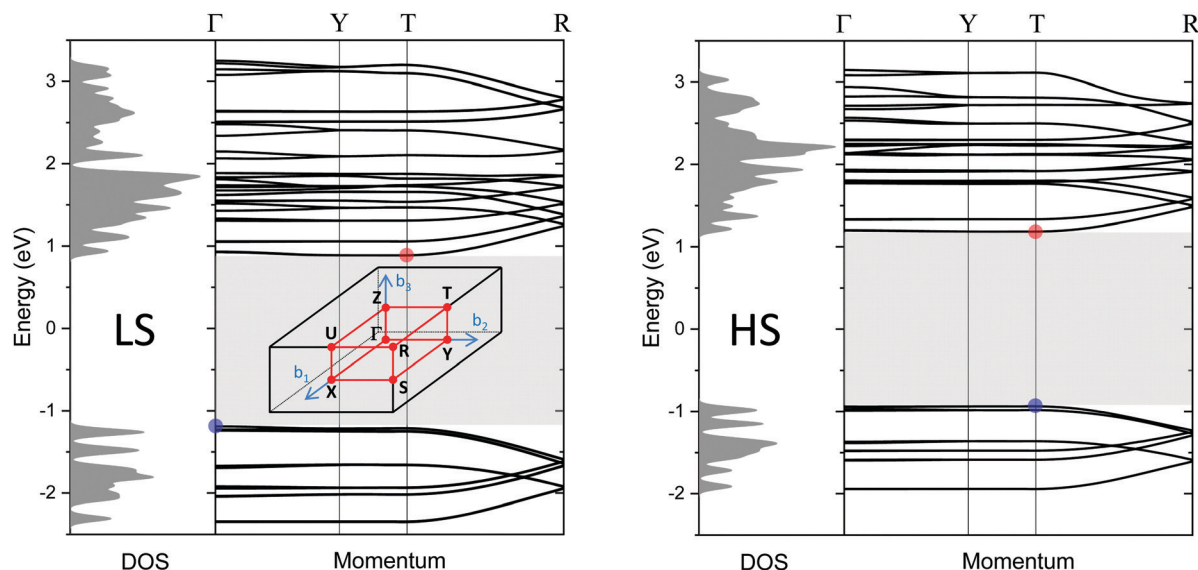 Γ Y T R
Energy (eV)
3
2
1
0
-1
-2
LS
b3
Z T
U
Γ b2
R Y
b1
X S
DOS Momentum
Γ Y T R
Energy (eV)
3
2
1
0
-1
-2
HS
DOS Momentum